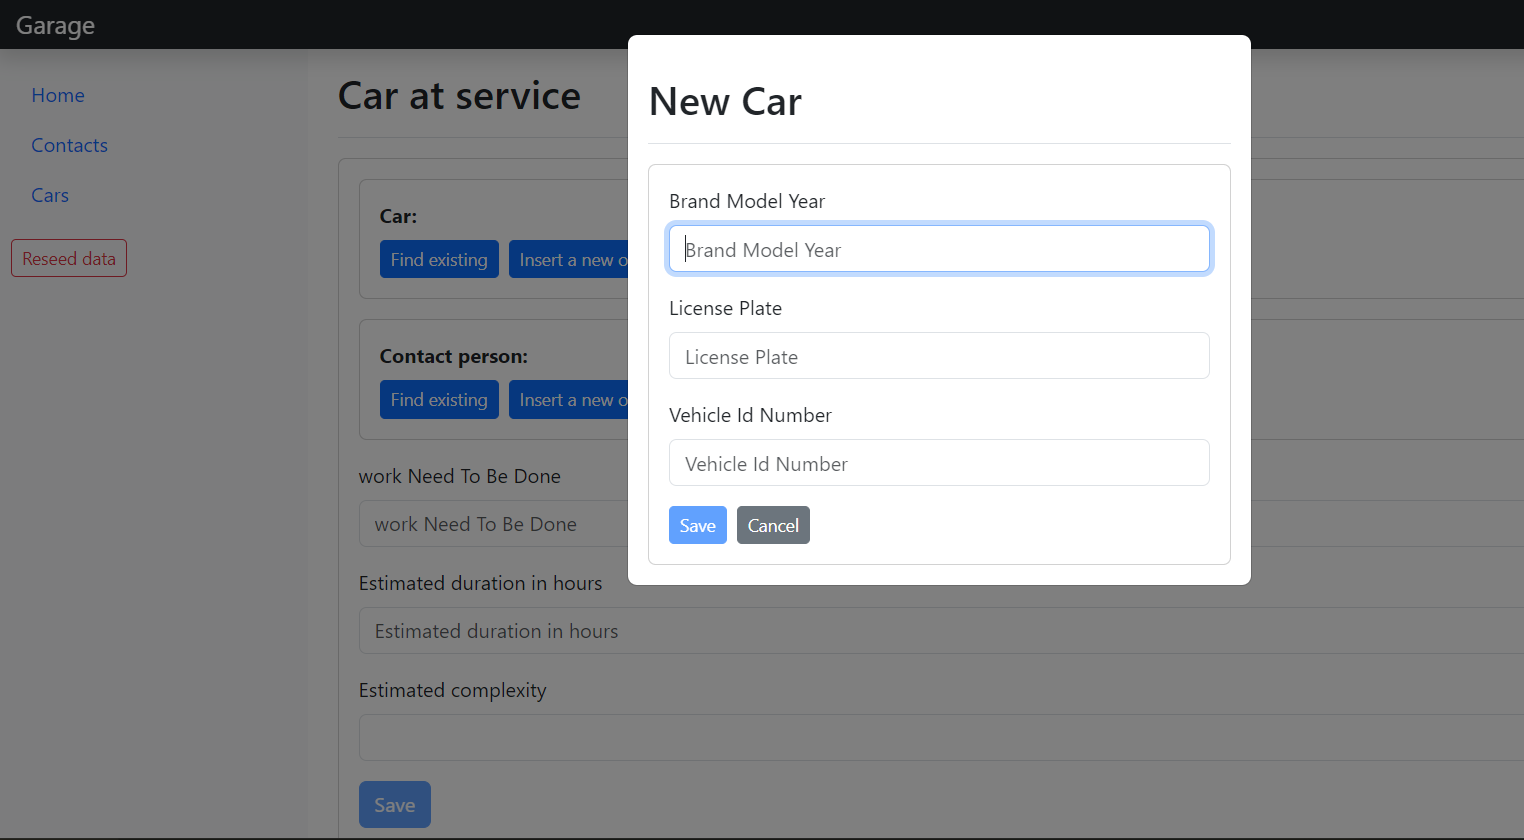 Garage
Home
Contacts
Cars
Reseed data
Car at service
Car:
Find existing
Insert a new o
Contact person:
Find existing
Insert a new o
work Need To Be Done
work Need To Be Done
Estimated duration in hours
Estimated duration in hours
Estimated complexity
Save
New Car
Brand Model Year
Brand Model Year
License Plate
License Plate
Vehicle Id Number
Vehicle Id Number
Save
Cancel